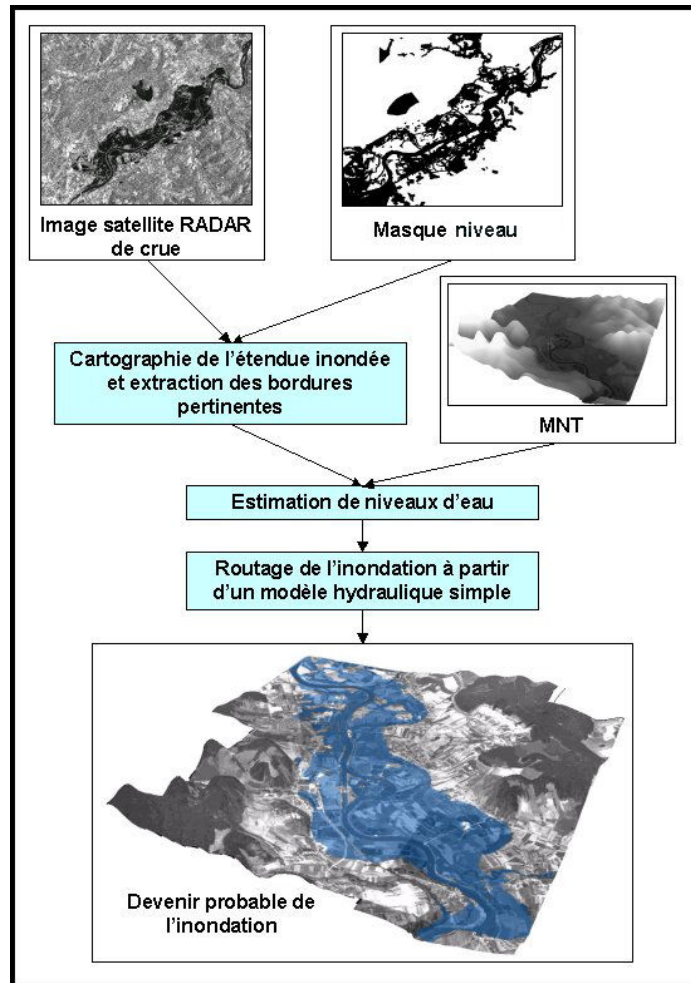 Image satellite RADAR
de crue
Masque niveau
Cartographie de l'étendue inondée
et extraction des bordures
pertinentes
MNT
Estimation de niveaux d'eau
Routage de l'inondation à partir
d'un modèle hydraulique simple
Devenir probable de
l'inondation